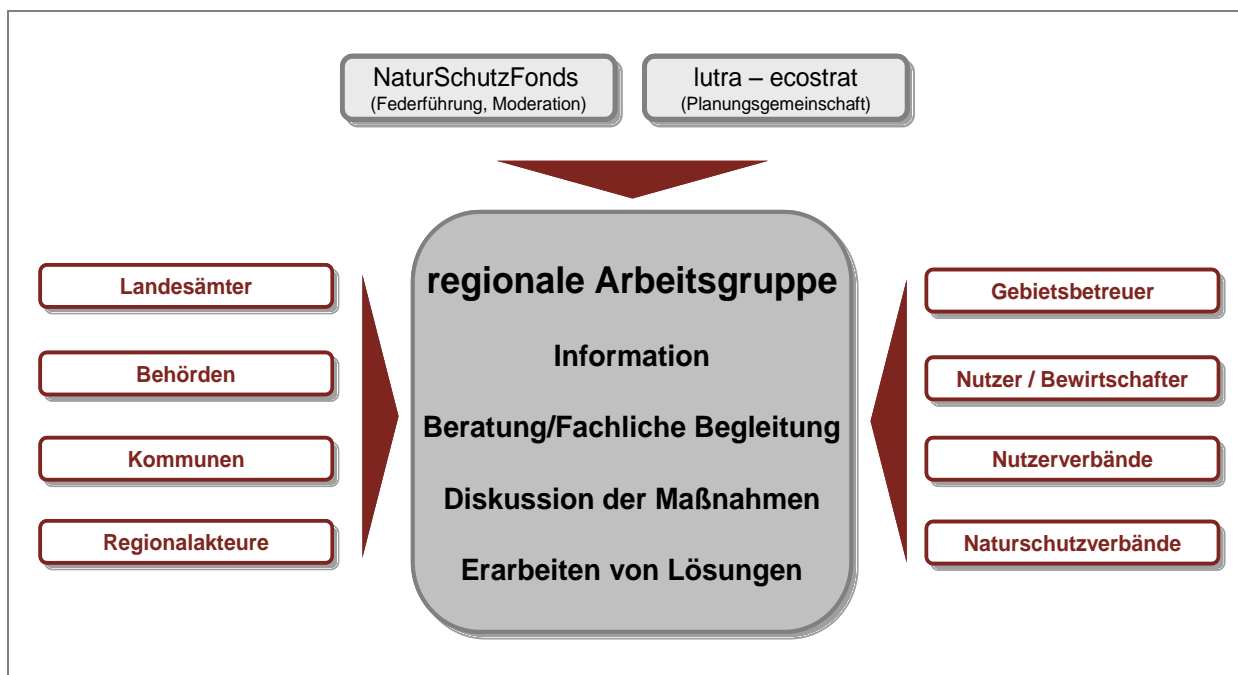 NaturSchutzFonds
(Federführung, Moderation)
lutra – ecostrat
(Planungsgemeinschaft)
Landesämter
Behörden
Kommunen
Regionalakteure
regionale Arbeitsgruppe
Information
Beratung/Fachliche Begleitung
Diskussion der Maßnahmen
Erarbeiten von Lösungen
Gebietsbetreuer
Nutzer / Bewirtschafter
Nutzerverbände
Naturschutzverbände